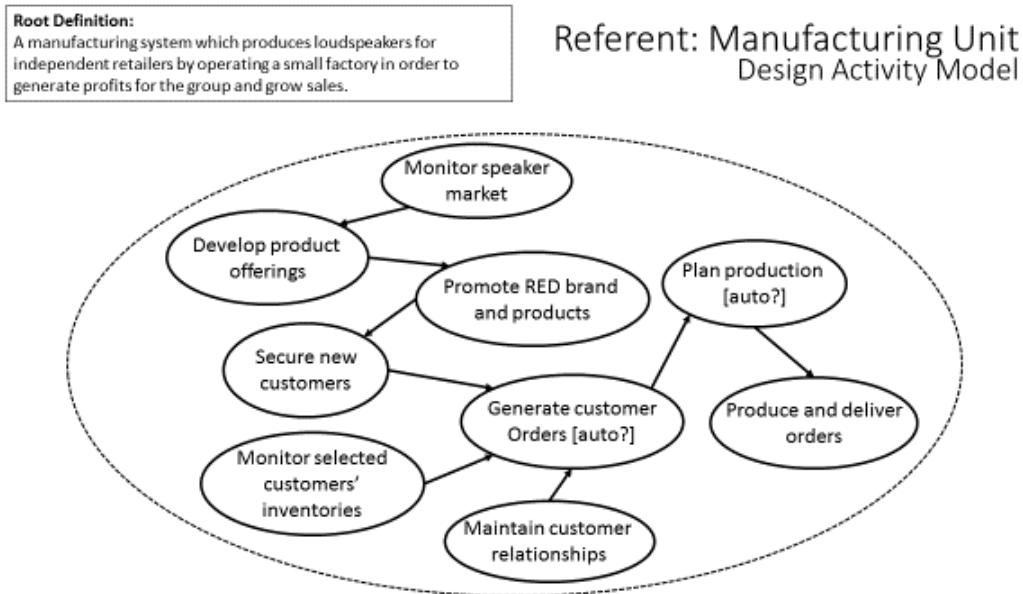 Root Definition:
A manufacturing system which produces loudspeakers for
independent retailers by operating a small factory in order to
generate profits for the group and grow sales.
Referent: Manufacturing Unit
Design Activity Model
Monitor speaker
market
Develop product
offerings
Promote RED brand
and products
Plan production
[auto?]
Secure new
customers
Generate customer
Orders [auto?]
Produce and deliver
orders
Monitor selected
customers’
inventories
Maintain customer
relationships